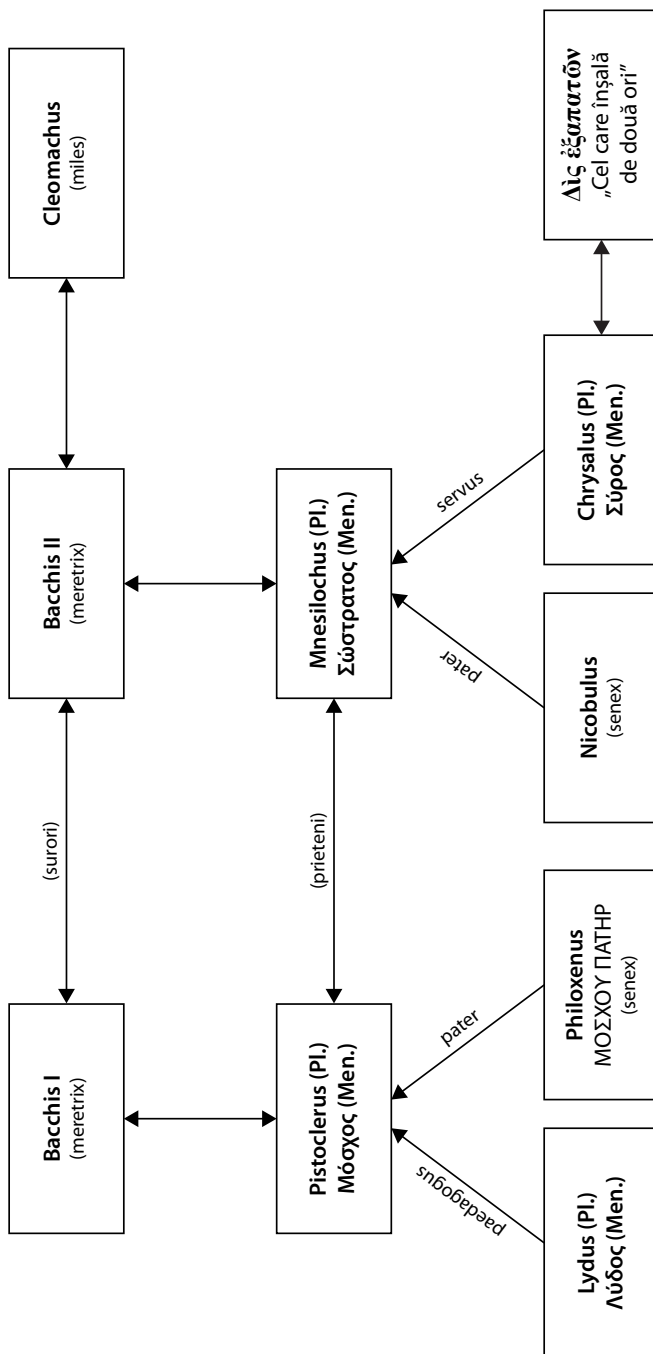 Bacchis I
(meretrix)
(surori)
Bacchis II
(meretrix)
Cleomachus
(miles)
Pistoclerus (Pl.)
Μόσχος (Men.)
(prieteni)
Mnesilochus (Pl.)
Σώστρατος (Men.)
paedagogus
pater
pater
servus
Lydus (Pl.)
Λύδος (Men.)
Philoxenus
ΜΟΣΧΟΥ ΠΑΤΗΡ
(senex)
Nicobulus
(senex)
Chrysalus (Pl.)
Σύρος (Men.)
Δὶς ἐξαπατῶν
„Cel care înşală
de două ori”